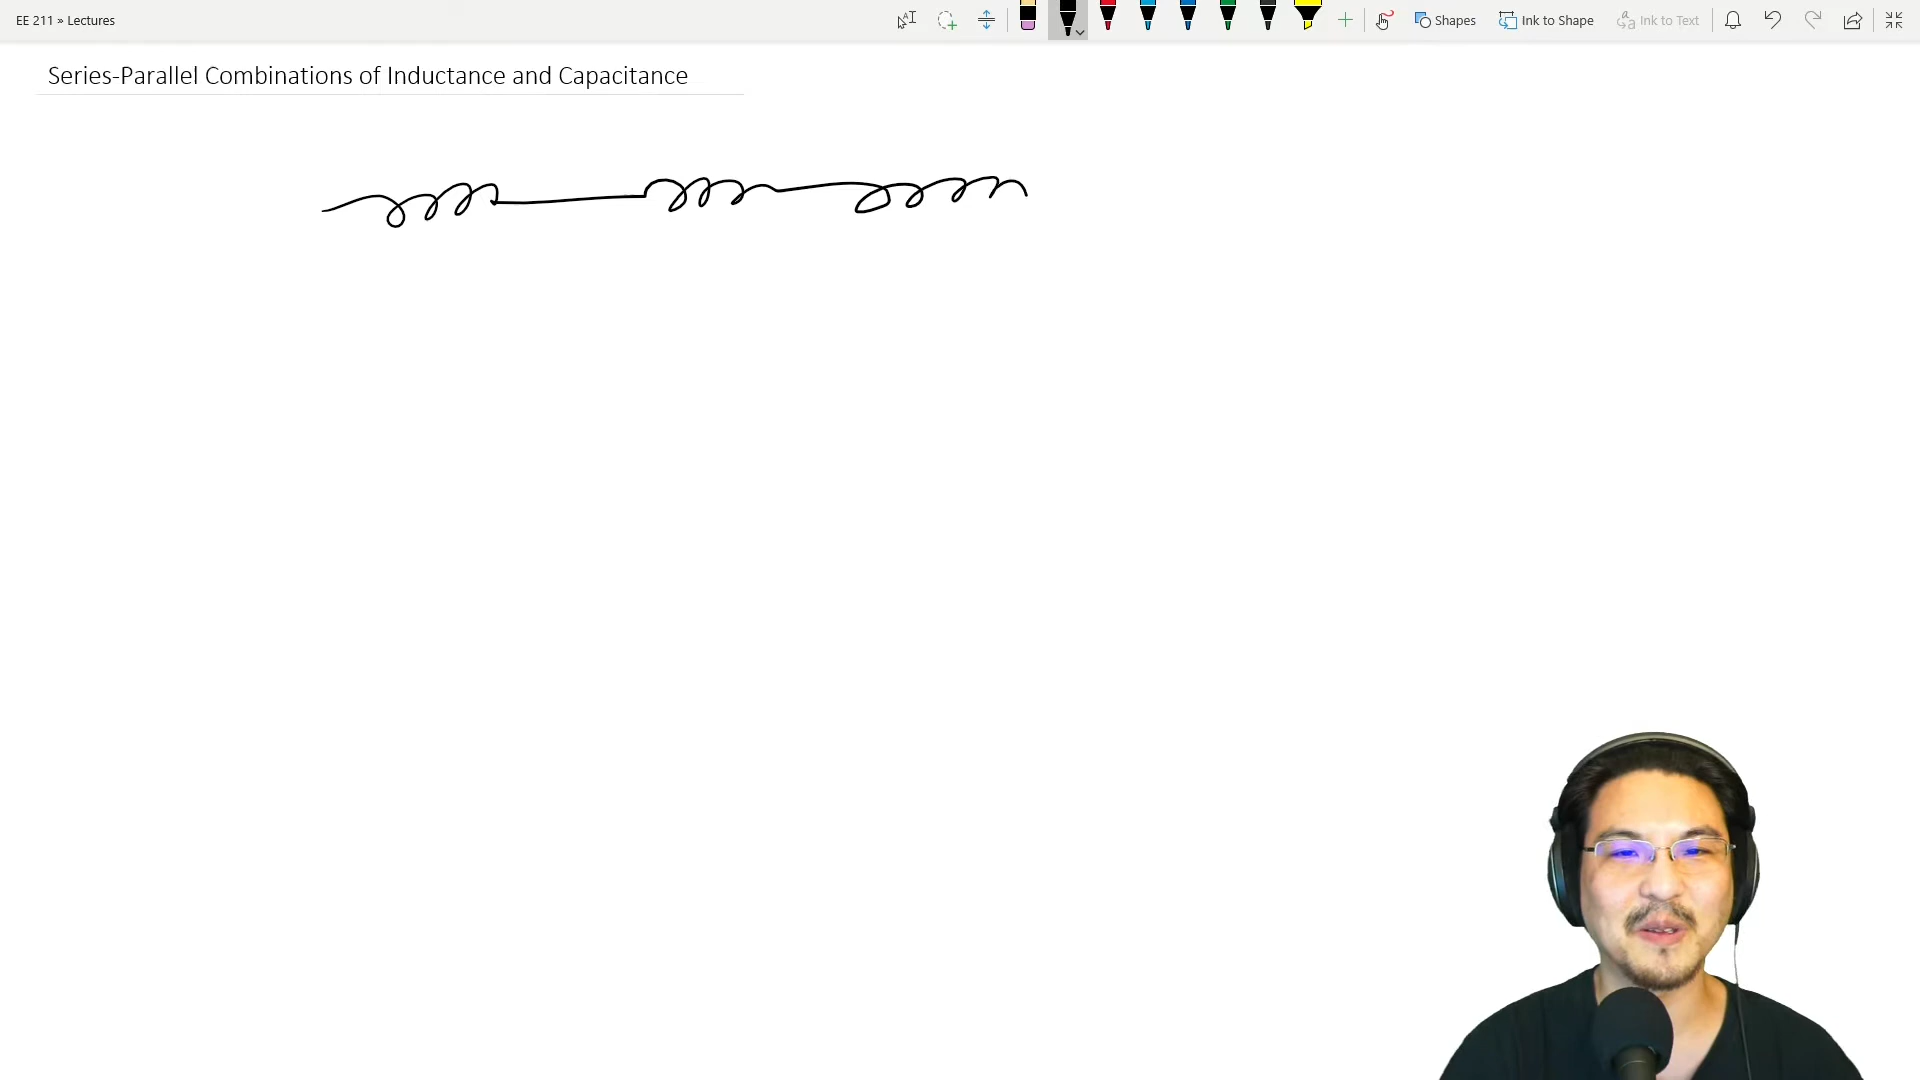 EE 211 » Lectures
Shapes
Ink to Shape
Ink to Text
Series-Parallel Combinations of Inductance and Capacitance